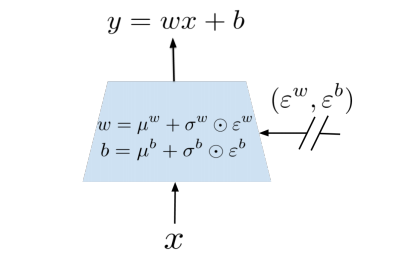 y = wx + b
(ε^w, ε^b)
w = μ^w + σ^w ⊙ ε^w
b = μ^b + σ^b ⊙ ε^b
x